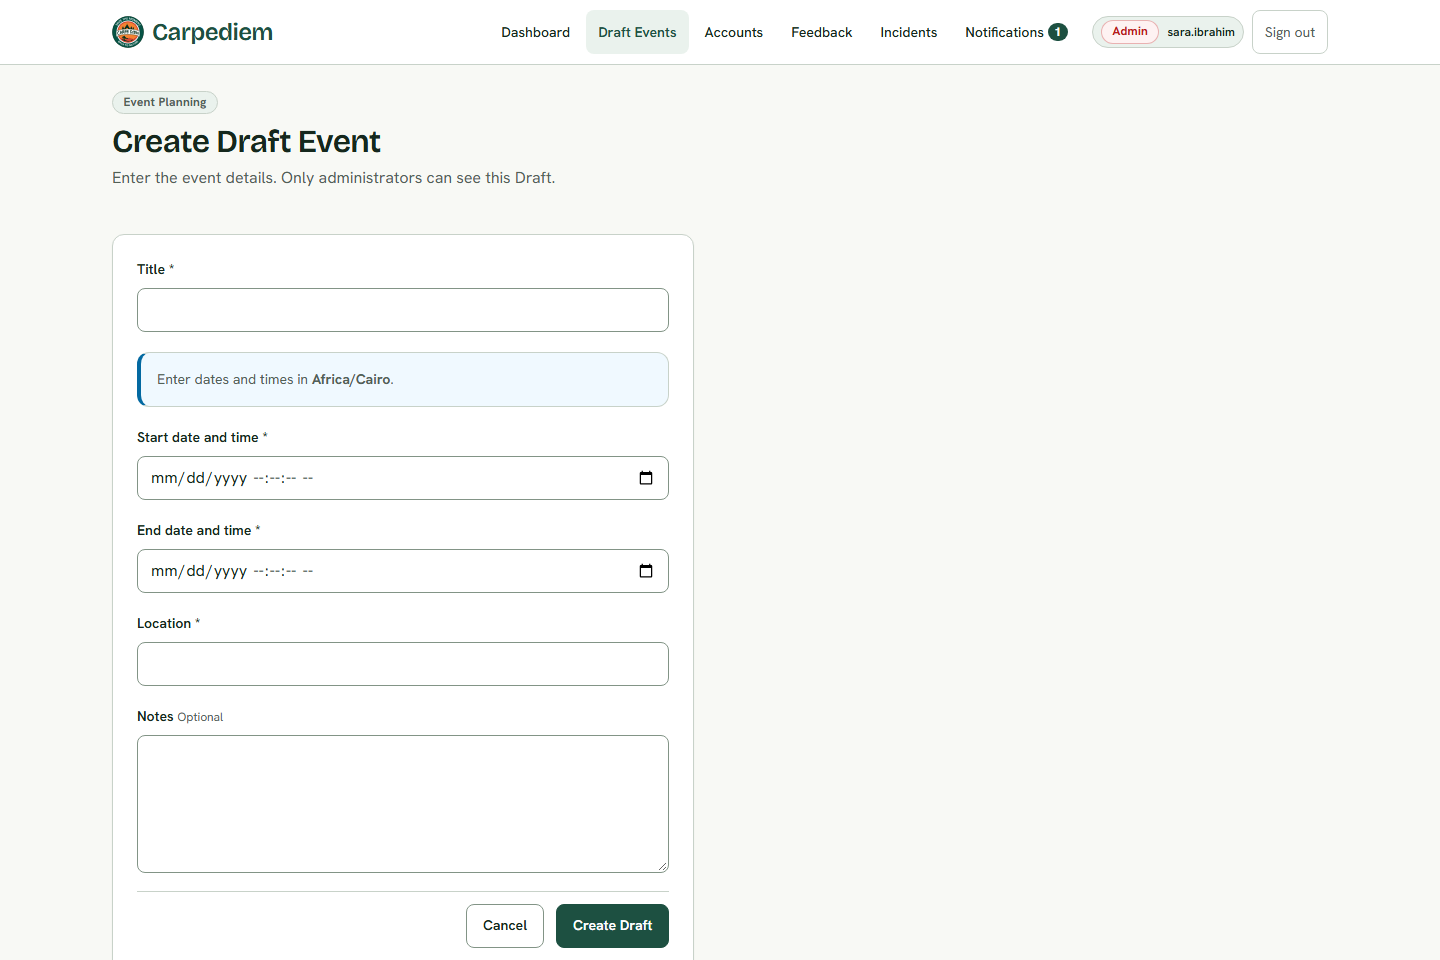 Carpediem
Dashboard
Draft Events
Accounts
Feedback
Incidents
Notifications 1
Admin sara.ibrahim
Sign out
Event Planning
Create Draft Event
Enter the event details. Only administrators can see this Draft.
Title *
Enter dates and times in Africa/Cairo.
Start date and time *
mm/dd/yyyy --:--:-- --
End date and time *
mm/dd/yyyy --:--:-- --
Location *
Notes Optional
Cancel
Create Draft